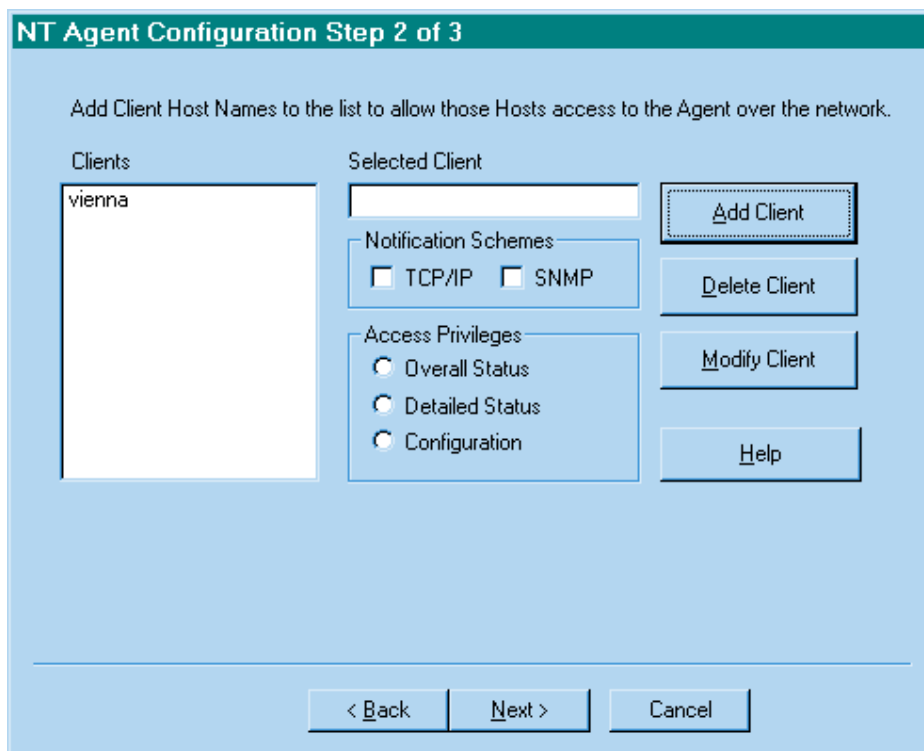 NT Agent Configuration Step 2 of 3
Add Client Host Names to the list to allow those Hosts access to the Agent over the network.
Clients
vienna
Selected Client
Notification Schemes
TCP/IP SNMP
Access Privileges
Overall Status
Detailed Status
Configuration
Add Client
Delete Client
Modify Client
Help
< Back Next > Cancel